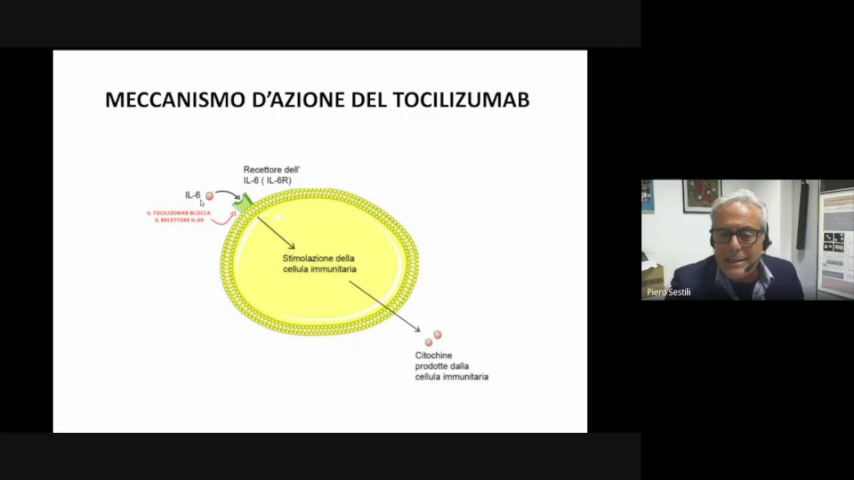 MECCANISMO D'AZIONE DEL TOCILIZUMAB
Recettore dell'
IL-6 ( IL-6R)
IL-6
IL TOCILIZUMAB BLOCCA
IL RECETTORE IL-6R
Stimolazione della
cellula immunitaria
Citochine
prodotte dalla
cellula immunitaria
Piero Sestili